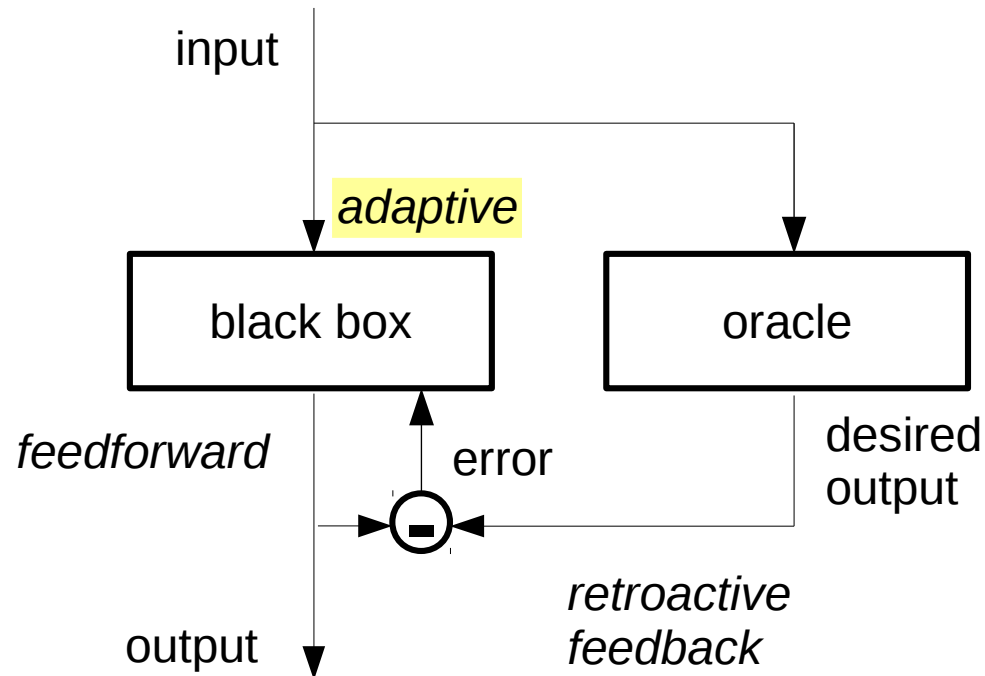 input
adaptive
black box
oracle
feedforward
error
desired
output
-
retroactive
feedback
output